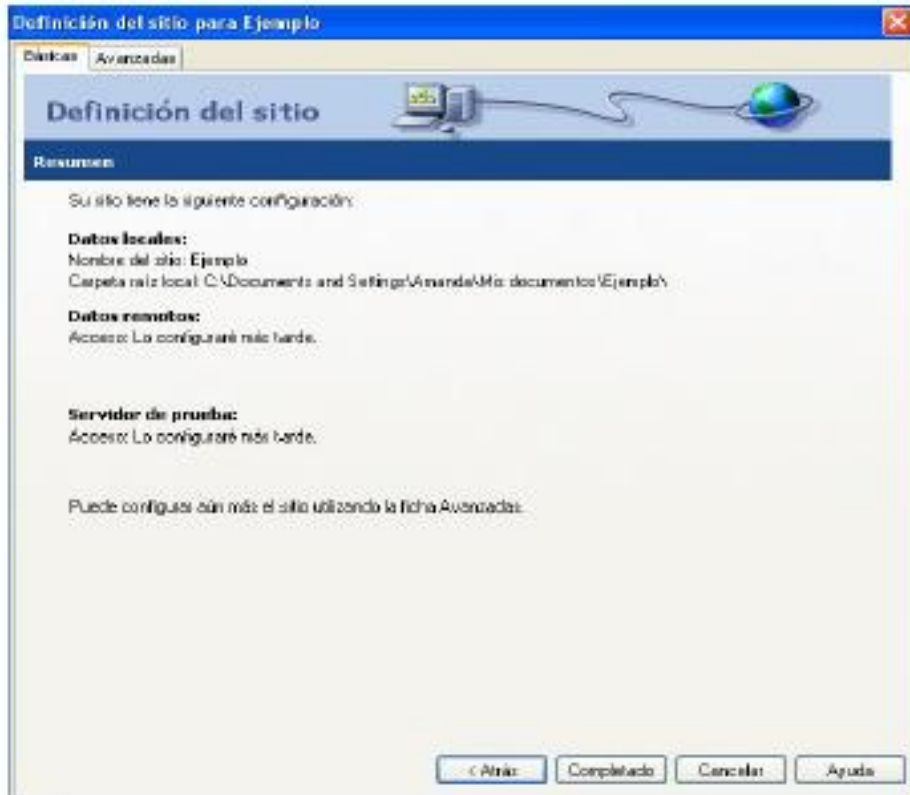 Definición del sitio para Ejemplo
Básicas Avanzadas
Definición del sitio
Resumen
Su sitio tiene la siguiente configuración:
Datos locales:
Nombre del sitio: Ejemplo
Carpeta raíz local: C:\Documents and Settings\Amanda\Mis documentos\Ejemplo\
Datos remotos:
Acceso: Lo configuraré más tarde.
Servidor de prueba:
Acceso: Lo configuraré más tarde.
Puede configurar aún más el sitio utilizando la ficha Avanzadas.
< Atrás Completado Cancelar Ayuda